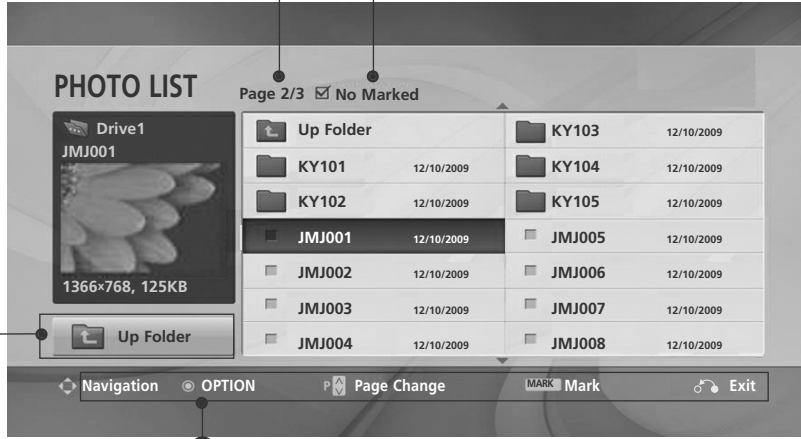 PHOTO LIST
Page 2/3 No Marked
Drive1
JMJ001
1366×768, 125KB
Up Folder
Up Folder
KY101 12/10/2009
KY102 12/10/2009
JMJ001 12/10/2009
JMJ002 12/10/2009
JMJ003 12/10/2009
JMJ004 12/10/2009
KY103 12/10/2009
KY104 12/10/2009
KY105 12/10/2009
JMJ005 12/10/2009
JMJ006 12/10/2009
JMJ007 12/10/2009
JMJ008 12/10/2009
Navigation OPTION P Page Change MARK Mark Exit